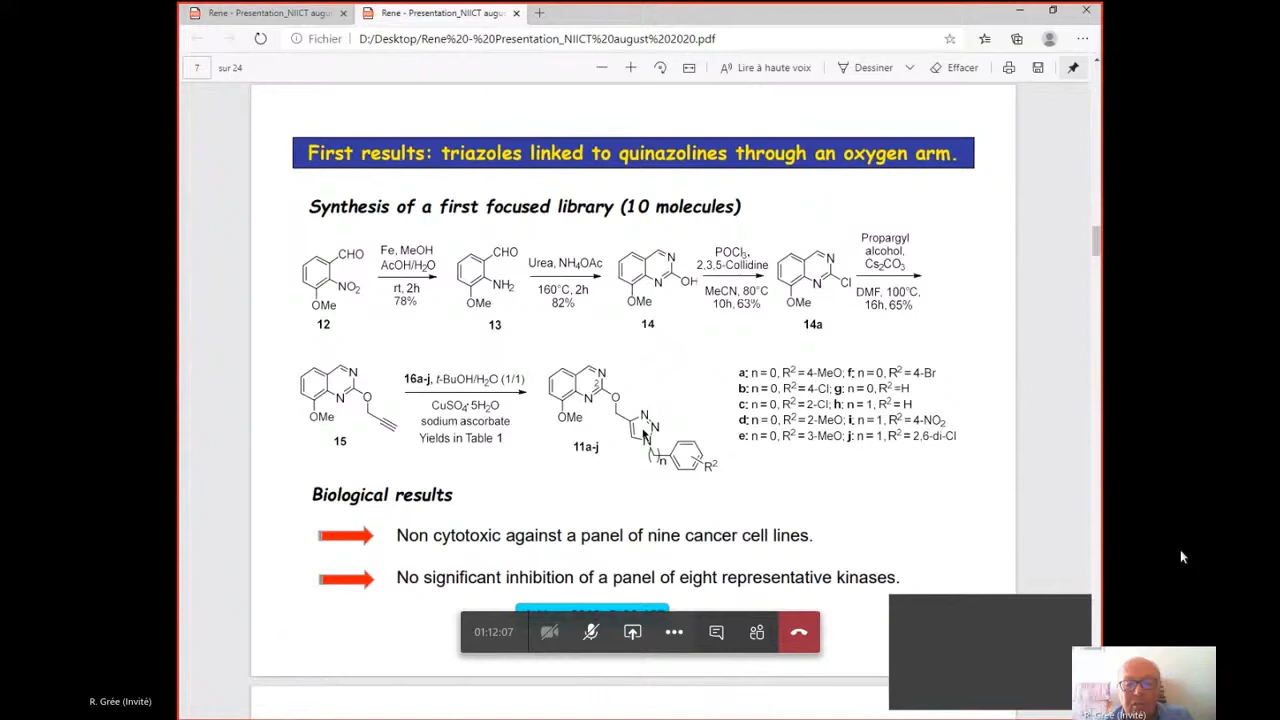 Rene - Presentation_NIICT augu
Rene - Presentation_NIICT augu
Fichier D:/Desktop/Rene%20-%20Presentation_NIICT%20august%202020.pdf
7 sur 24 Lire à haute voix Dessiner Effacer
First results: triazoles linked to quinazolines through an oxygen arm.
Synthesis of a first focused library (10 molecules)
CHO
NO2
OMe
12
Fe, MeOH
AcOH/H2O
rt, 2h
78%
CHO
NH2
OMe
13
Urea, NH4OAc
160°C, 2h
82%
N
N
OH
OMe
14
POCl3,
2,3,5-Collidine
MeCN, 80°C
10h, 63%
N
N
Cl
OMe
14a
Propargyl
alcohol,
Cs2CO3
DMF, 100°C,
16h, 65%
N
N
O
OMe
15
16a-j, t-BuOH/H2C (1/1)
CuSO4·5H2O
sodium ascorbate
Yields in Table 1
N
2
N
O
OMe
N
N
N
( )n
R2
11a-j
a: n = 0, R2 = 4-MeO; f: n = 0, R2 = 4-Br
b: n = 0, R2 = 4-Cl; g: n = 0, R2 =H
c: n = 0, R2 = 2-Cl; h: n = 1, R2 = H
d: n = 0, R2 = 2-MeO; i: n = 1, R2 = 4-NO2
e: n = 0, R2 = 3-MeO; j: n = 1, R2 = 2,6-di-Cl
Biological results
Non cytotoxic against a panel of nine cancer cell lines.
No significant inhibition of a panel of eight representative kinases.
01:12:07
R. Grée (Invité)
R. Grée (Invité)